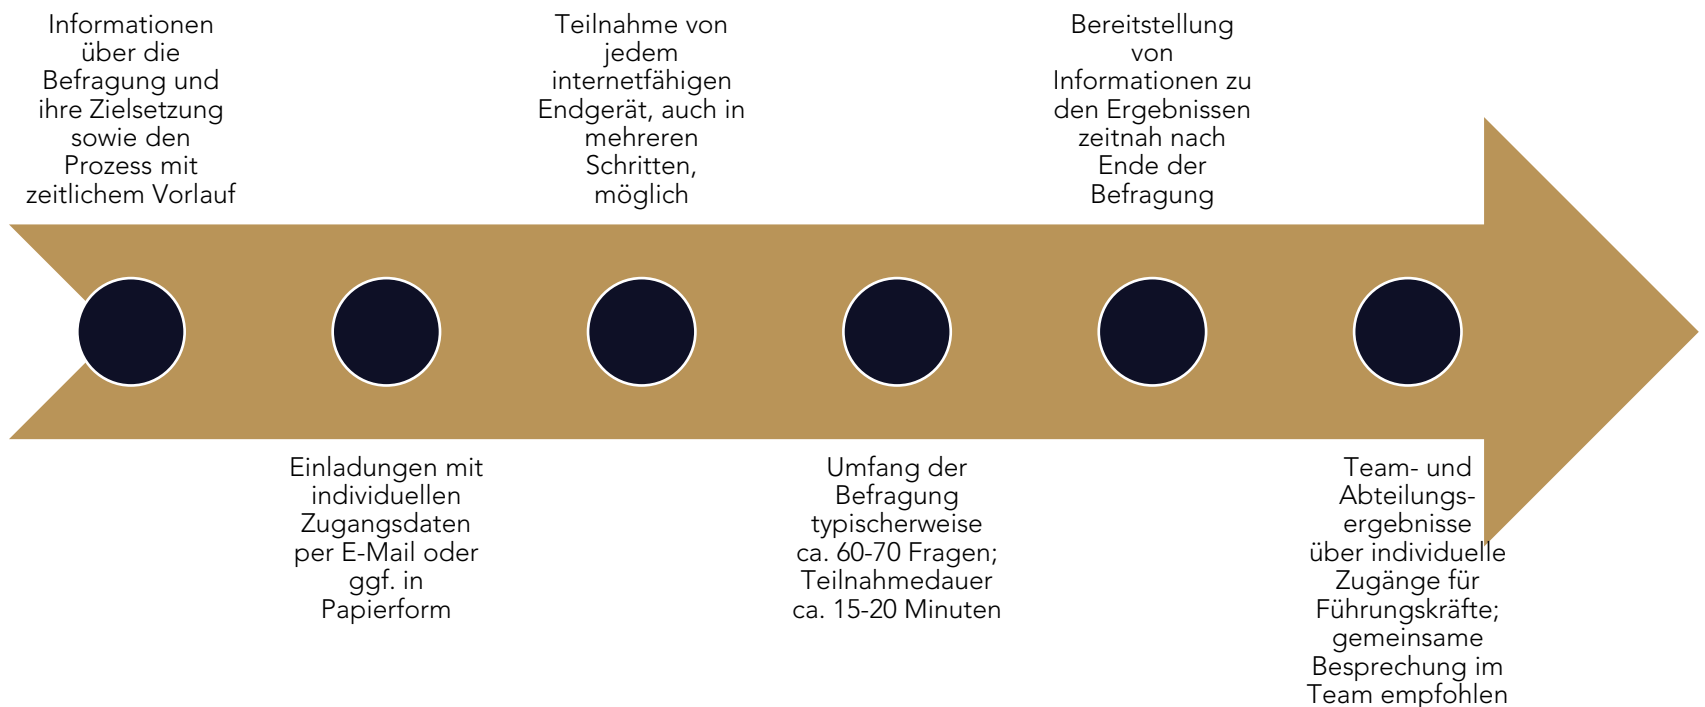 Informationen
über die
Befragung und
ihre Zielsetzung
sowie den
Prozess mit
zeitlichem Vorlauf
Einladungen mit
individuellen
Zugangsdaten
per E-Mail oder
ggf. in
Papierform
Teilnahme von
jedem
internetfähigen
Endgerät, auch in
mehreren
Schritten,
möglich
Umfang der
Befragung
typischerweise
ca. 60-70 Fragen;
Teilnahmedauer
ca. 15-20 Minuten
Bereitstellung
von
Informationen zu
den Ergebnissen
zeitnah nach
Ende der
Befragung
Team- und
Abteilungs-
ergebnisse
über individuelle
Zugänge für
Führungskräfte;
gemeinsame
Besprechung im
Team empfohlen